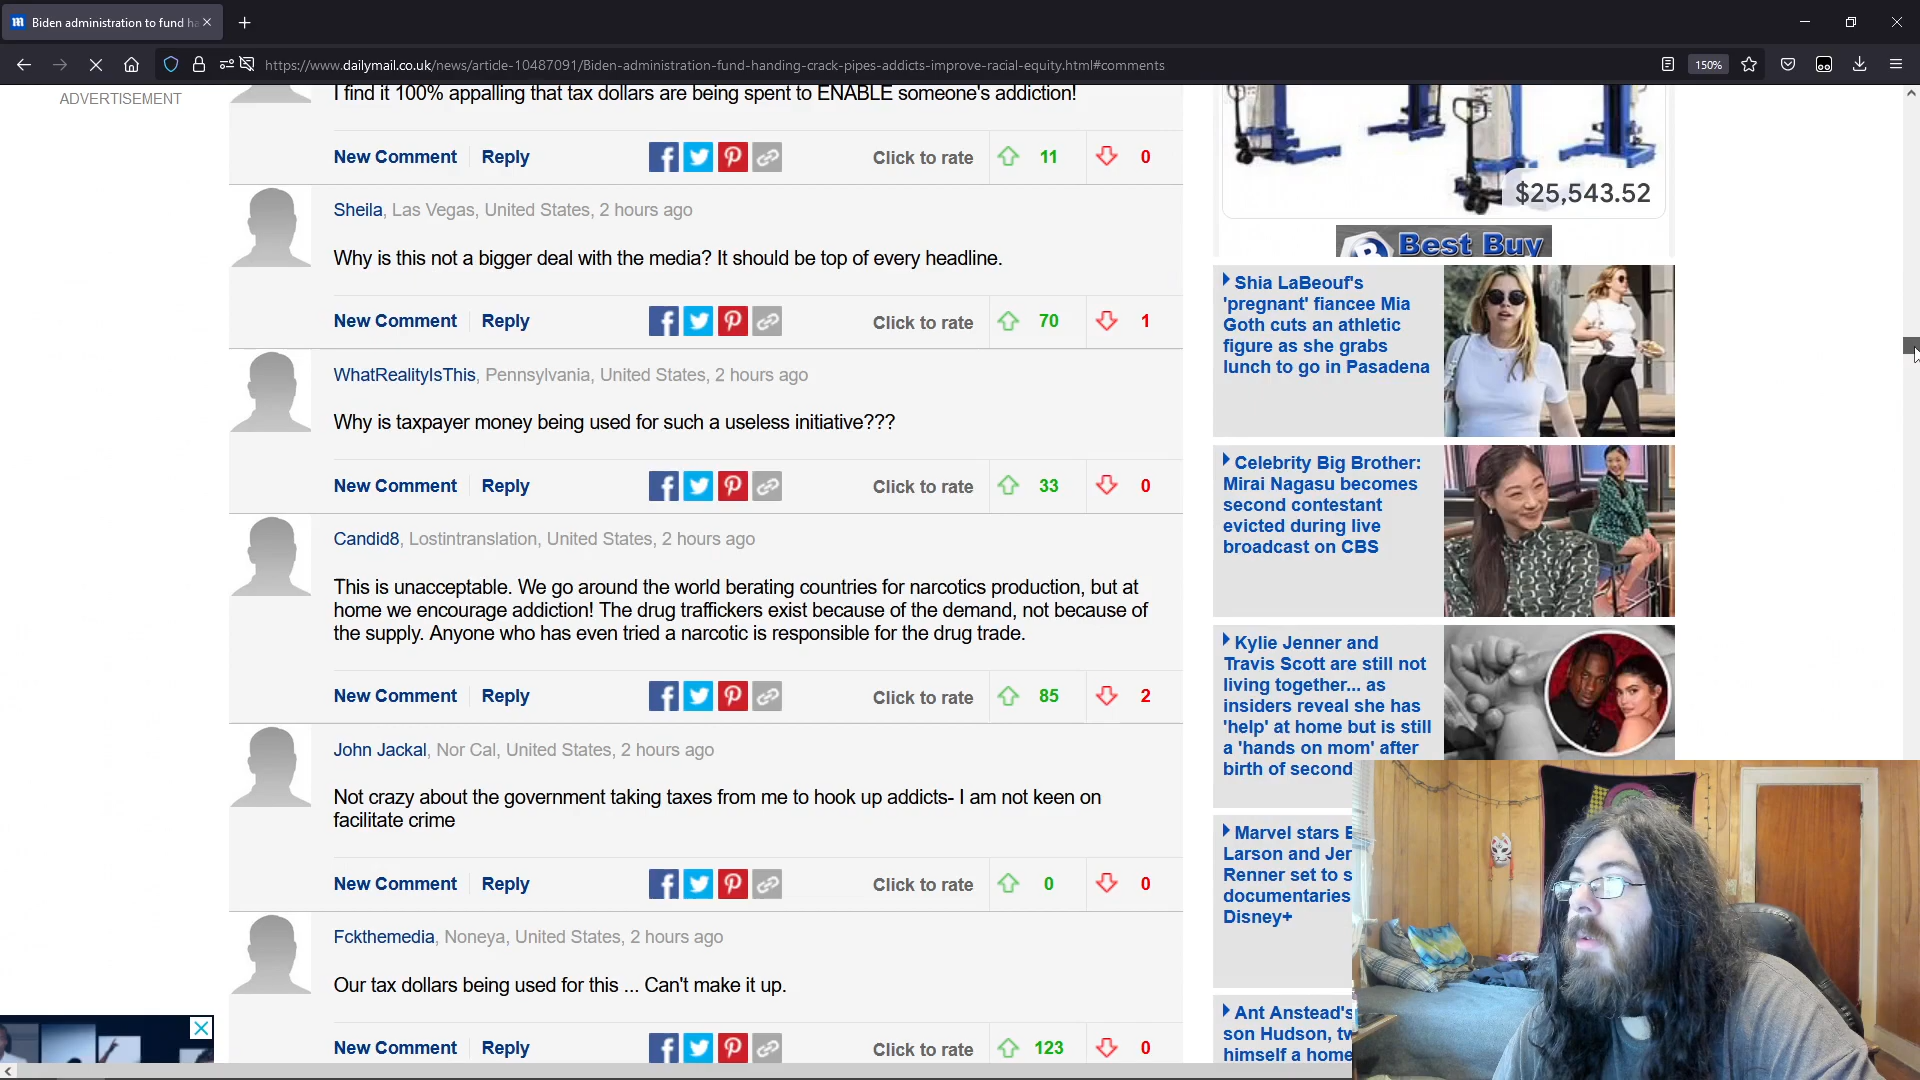 Biden administration to fund ha
https://www.dailymail.co.uk/news/article-10487091/Biden-administration-fund-handing-crack-pipes-addicts-improve-racial-equity.html#comments
150%
ADVERTISEMENT
I find it 100% appalling that tax dollars are being spent to ENABLE someone's addiction!
New Comment Reply Click to rate 11 0
Sheila, Las Vegas, United States, 2 hours ago
Why is this not a bigger deal with the media? It should be top of every headline.
New Comment Reply Click to rate 70 1
WhatRealityIsThis, Pennsylvania, United States, 2 hours ago
Why is taxpayer money being used for such a useless initiative???
New Comment Reply Click to rate 33 0
Candid8, Lostintranslation, United States, 2 hours ago
This is unacceptable. We go around the world berating countries for narcotics production, but at
home we encourage addiction! The drug traffickers exist because of the demand, not because of
the supply. Anyone who has even tried a narcotic is responsible for the drug trade.
New Comment Reply Click to rate 85 2
John Jackal, Nor Cal, United States, 2 hours ago
Not crazy about the government taking taxes from me to hook up addicts- I am not keen on
facilitate crime
New Comment Reply Click to rate 0 0
Fckthemedia, Noneya, United States, 2 hours ago
Our tax dollars being used for this ... Can't make it up.
New Comment Reply Click to rate 123 0
$25,543.52
Best Buy
Shia LaBeouf's
'pregnant' fiancee Mia
Goth cuts an athletic
figure as she grabs
lunch to go in Pasadena
Celebrity Big Brother:
Mirai Nagasu becomes
second contestant
evicted during live
broadcast on CBS
Kylie Jenner and
Travis Scott are still not
living together... as
insiders reveal she has
'help' at home but is still
a 'hands on mom' after
birth of second
Marvel stars
Larson and Jer
Renner set to s
documentaries
Disney+
Ant Anstead's
son Hudson, tw
himself a home